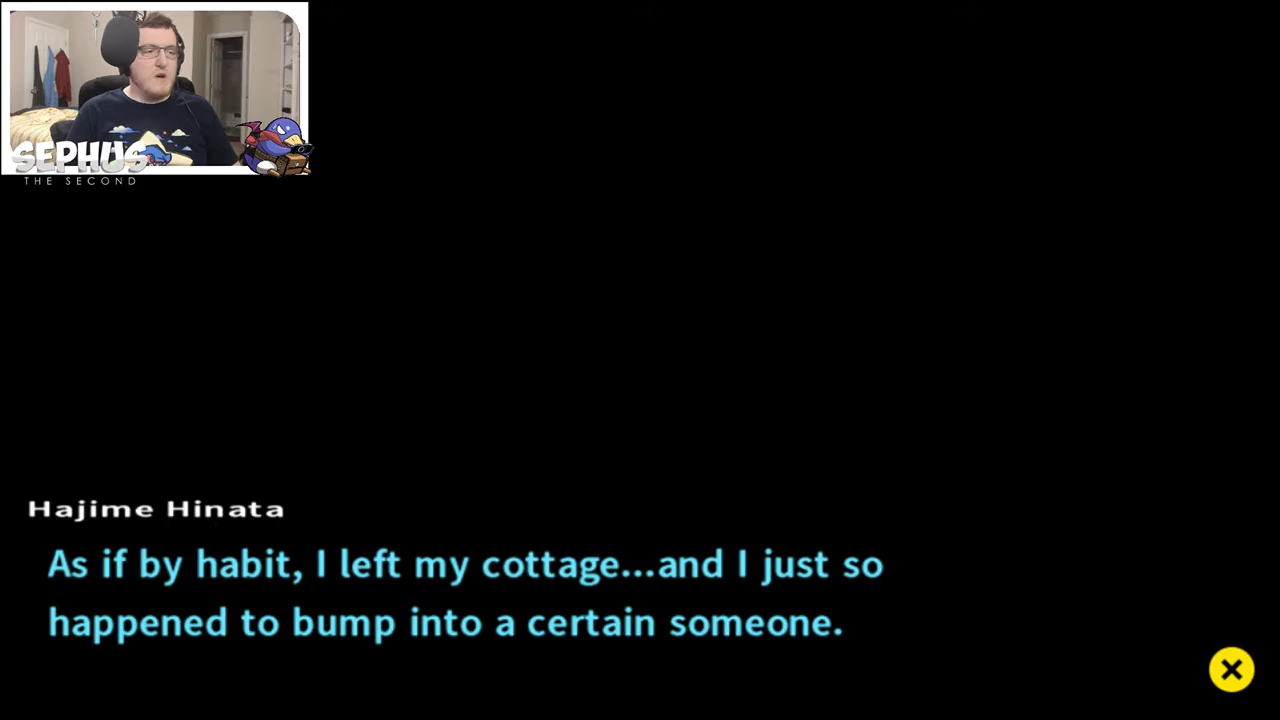 SEPHUS
THE SECOND
Hajime Hinata
As if by habit, I left my cottage...and I just so
happened to bump into a certain someone.